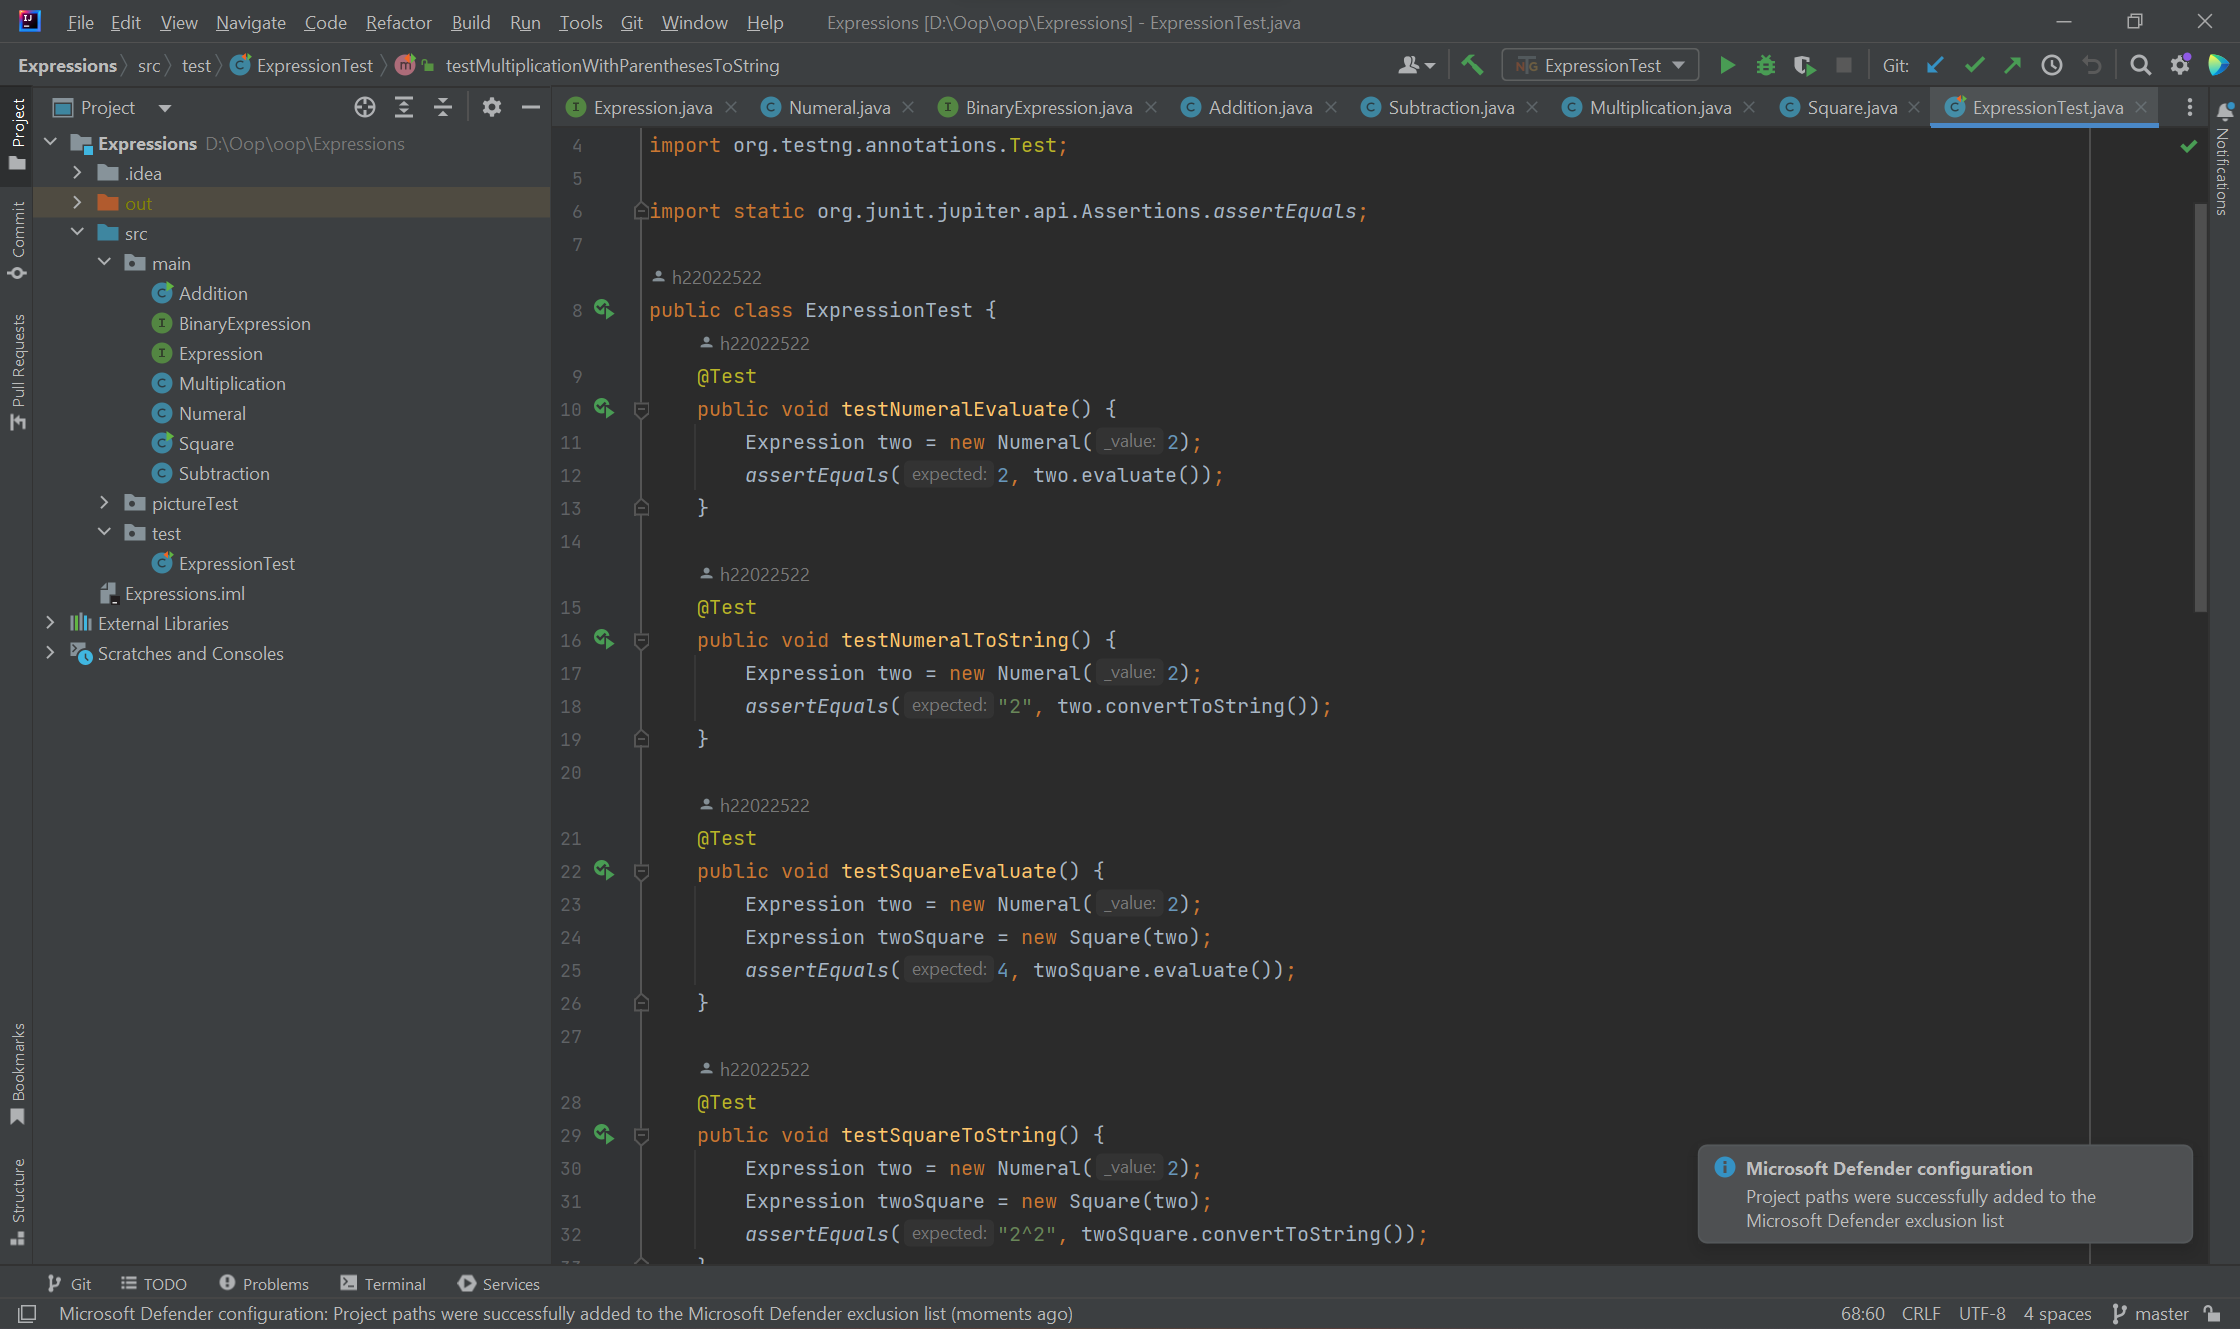 File Edit View Navigate Code Refactor Build Run Tools Git Window Help Expressions [D:\Oop\oop\Expressions] - ExpressionTest.java
Expressions src test ExpressionTest testMultiplicationWithParenthesesToString ExpressionTest Git:
Project Expression.java Numeral.java BinaryExpression.java Addition.java Subtraction.java Multiplication.java Square.java ExpressionTest.java
Project
Commit
Pull Requests
Bookmarks
Structure
Notifications
Expressions D:\Oop\oop\Expressions
.idea
out
src
main
Addition
BinaryExpression
Expression
Multiplication
Numeral
Square
Subtraction
pictureTest
test
ExpressionTest
Expressions.iml
External Libraries
Scratches and Consoles
4 import org.testng.annotations.Test;
5
6 import static org.junit.jupiter.api.Assertions.assertEquals;
7
h22022522
8 public class ExpressionTest {
h22022522
9 @Test
10 public void testNumeralEvaluate() {
11 Expression two = new Numeral( _value: 2);
12 assertEquals( expected: 2, two.evaluate());
13 }
14
h22022522
15 @Test
16 public void testNumeralToString() {
17 Expression two = new Numeral( _value: 2);
18 assertEquals( expected: "2", two.convertToString());
19 }
20
h22022522
21 @Test
22 public void testSquareEvaluate() {
23 Expression two = new Numeral( _value: 2);
24 Expression twoSquare = new Square(two);
25 assertEquals( expected: 4, twoSquare.evaluate());
26 }
27
h22022522
28 @Test
29 public void testSquareToString() {
30 Expression two = new Numeral( _value: 2);
31 Expression twoSquare = new Square(two);
32 assertEquals( expected: "2^2", twoSquare.convertToString());
Microsoft Defender configuration
Project paths were successfully added to the
Microsoft Defender exclusion list
Git TODO Problems Terminal Services
Microsoft Defender configuration: Project paths were successfully added to the Microsoft Defender exclusion list (moments ago) 68:60 CRLF UTF-8 4 spaces master